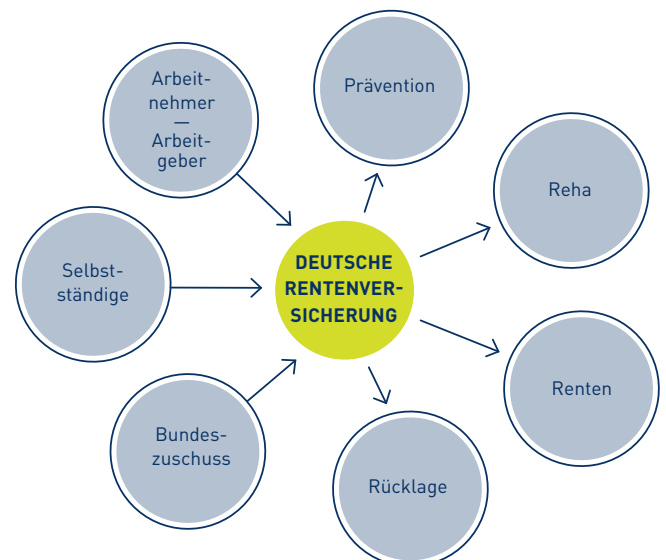 Arbeit-
nehmer
—
Arbeit-
geber
Prävention
Reha
Selbst-
ständige
DEUTSCHE
RENTENVER-
SICHERUNG
Renten
Bundes-
zuschuss
Rücklage